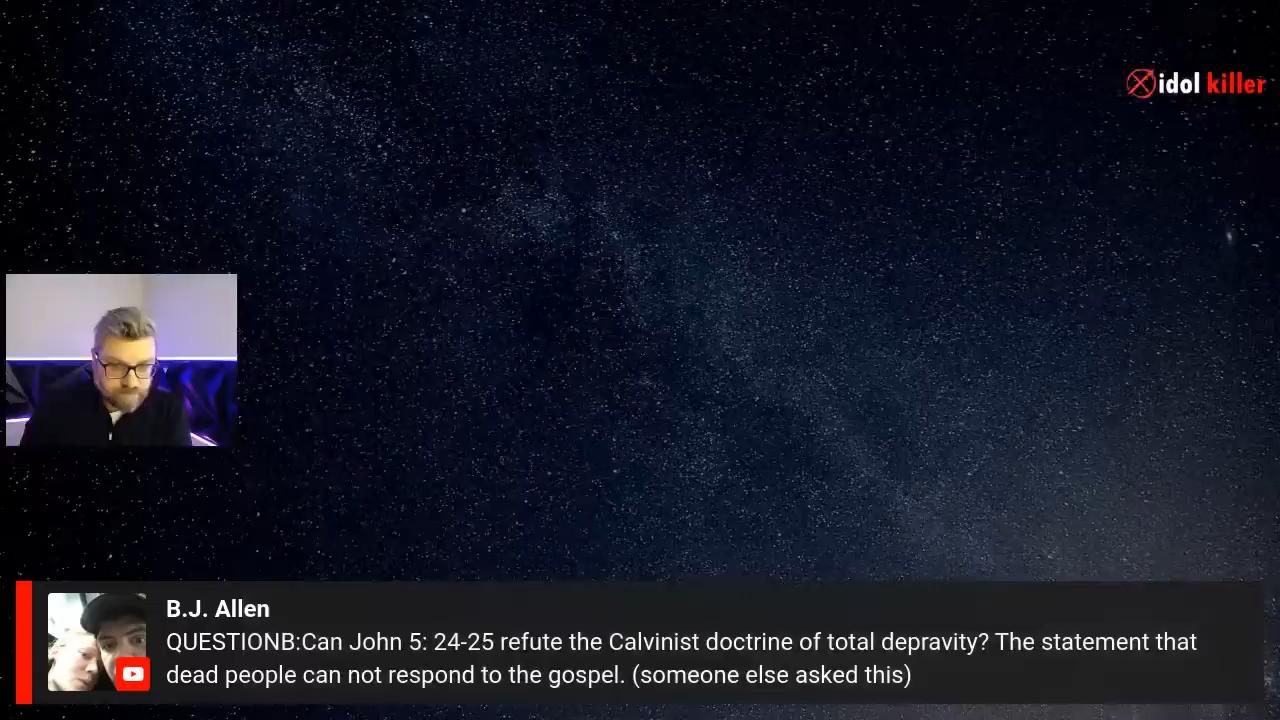 idol killer
B.J. Allen
QUESTIONB:Can John 5: 24-25 refute the Calvinist doctrine of total depravity? The statement that
dead people can not respond to the gospel. (someone else asked this)